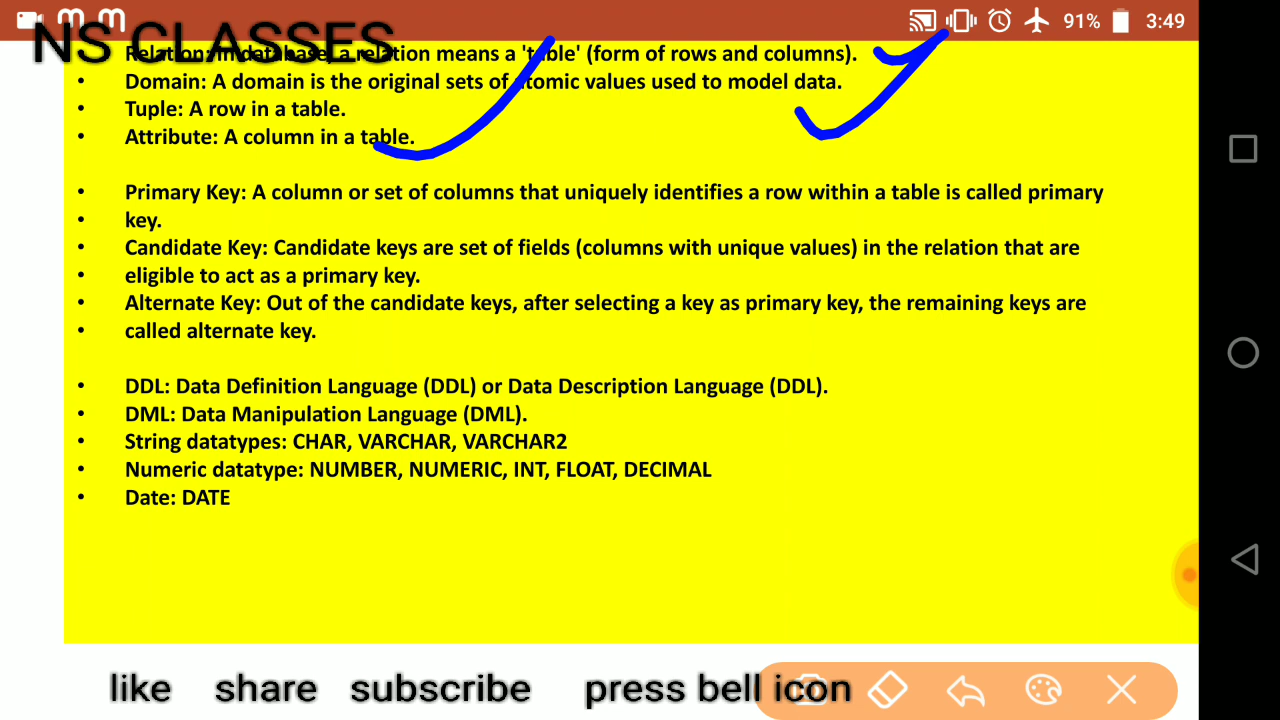 91% 3:49
NS CLASSES
Relation: In database, a relation means a 'table' (form of rows and columns).
• Domain: A domain is the original sets of atomic values used to model data.
• Tuple: A row in a table.
• Attribute: A column in a table.
• Primary Key: A column or set of columns that uniquely identifies a row within a table is called primary
• key.
• Candidate Key: Candidate keys are set of fields (columns with unique values) in the relation that are
• eligible to act as a primary key.
• Alternate Key: Out of the candidate keys, after selecting a key as primary key, the remaining keys are
• called alternate key.
• DDL: Data Definition Language (DDL) or Data Description Language (DDL).
• DML: Data Manipulation Language (DML).
• String datatypes: CHAR, VARCHAR, VARCHAR2
• Numeric datatype: NUMBER, NUMERIC, INT, FLOAT, DECIMAL
• Date: DATE
like share subscribe press bell icon